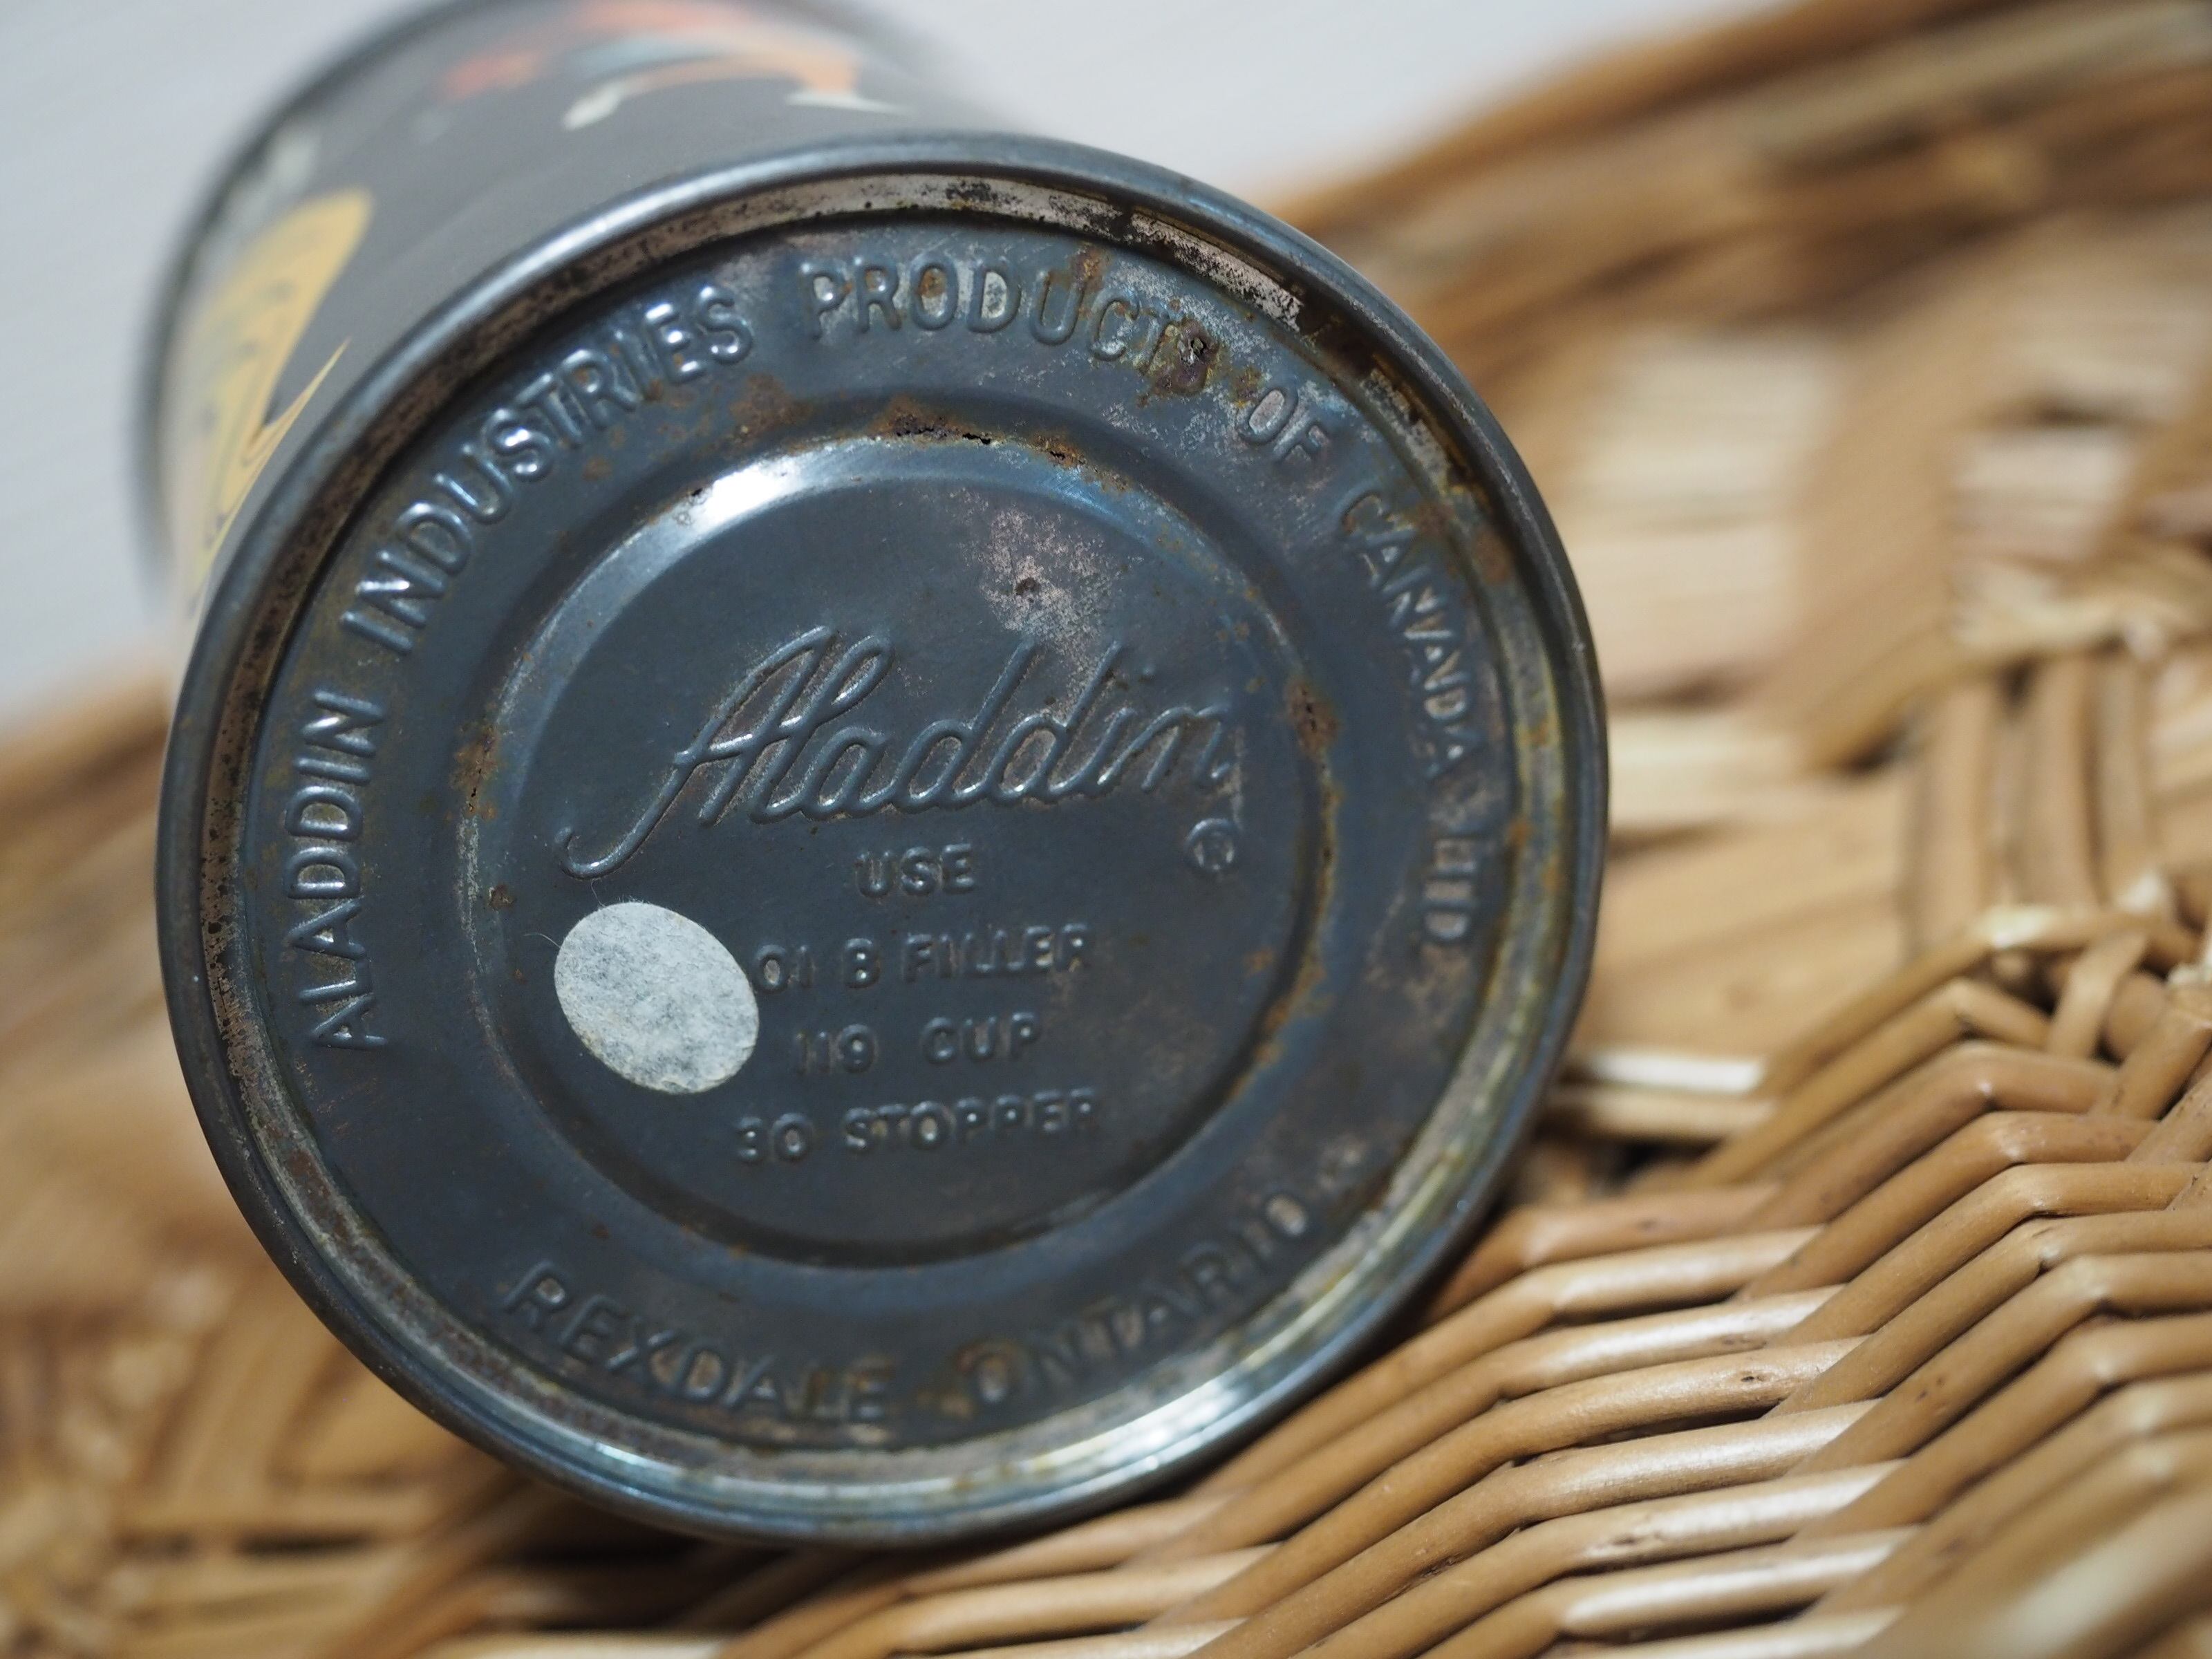 ALADDIN INDUSTRIES PRODUCTS OF CANADA LTD.
Aladdin
®
USE
01 B FILLER
119 CUP
30 STOPPER
REXDALE ONTARIO